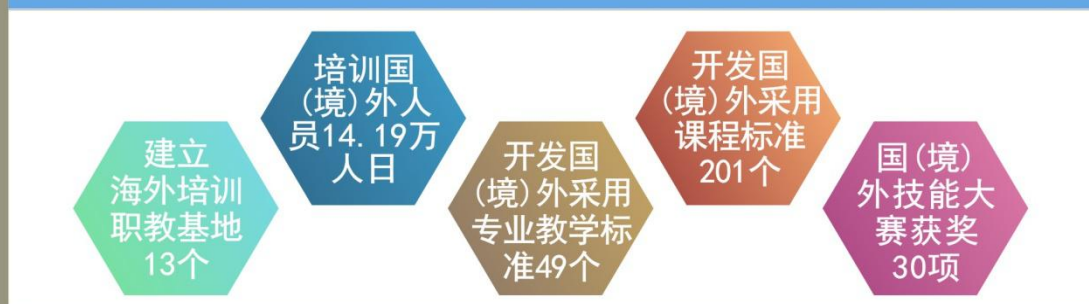 建立
海外培训
职教基地
13个
培训国
(境)外人
员14.19万
人日
开发国
(境)外采用
专业教学标
准49个
开发国
(境)外采用
课程标准
201个
国(境)
外技能大
赛获奖
30项